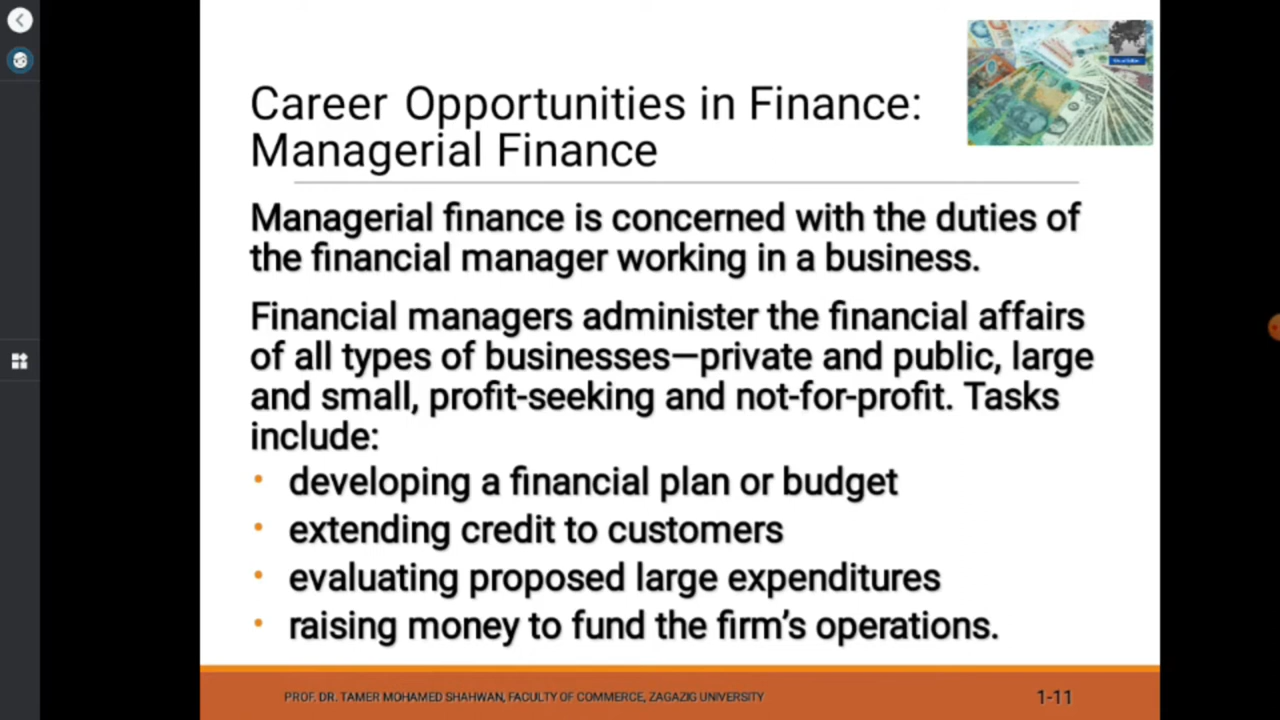 Career Opportunities in Finance:
Managerial Finance
Managerial finance is concerned with the duties of
the financial manager working in a business.
Financial managers administer the financial affairs
of all types of businesses—private and public, large
and small, profit-seeking and not-for-profit. Tasks
include:
• developing a financial plan or budget
• extending credit to customers
• evaluating proposed large expenditures
• raising money to fund the firm’s operations.
PROF. DR. TAMER MOHAMED SHAHWAN, FACULTY OF COMMERCE, ZAGAZIG UNIVERSITY
1-11